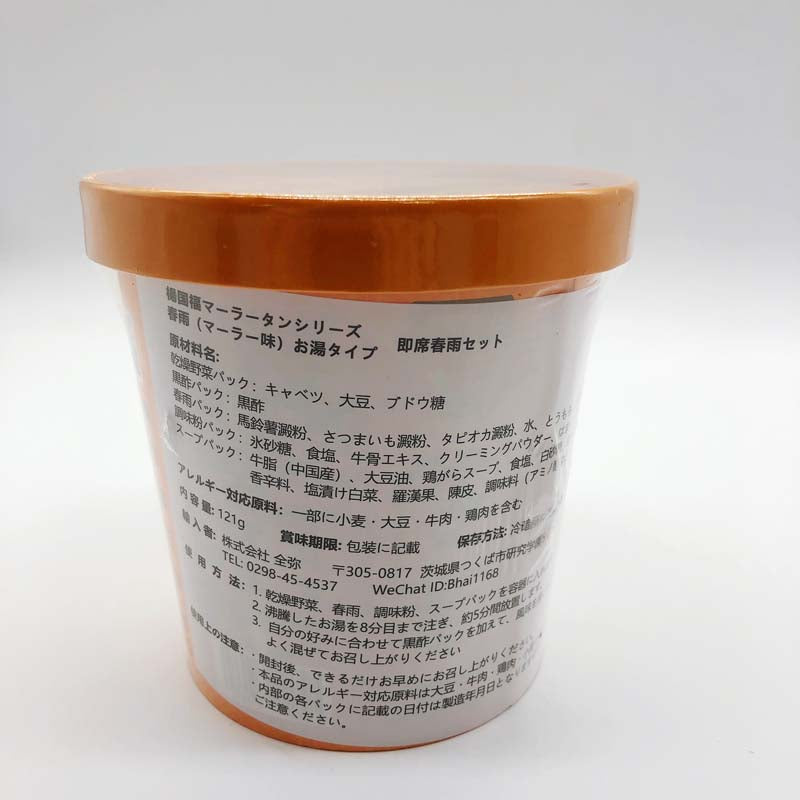 楊国福マーラータンシリーズ
春雨（マーラー味）お湯タイプ 即席春雨セット
原材料名:
乾燥野菜パック：キャベツ、大豆、ブドウ糖
黒酢パック：黒酢
春雨パック：馬鈴薯澱粉、さつまいも澱粉、タピオカ澱粉、水、とうもろ
調味粉パック：氷砂糖、食塩、牛骨エキス、クリーミングパウダー、
スープパック：牛脂（中国産）、大豆油、鶏がらスープ、食塩、
香辛料、塩漬け白菜、羅漢果、陳皮、調味料（アミノ
アレルギー対応原料：一部に小麦・大豆・牛肉・鶏肉を含む
内容量: 121g 賞味期限: 包装に記載 保存方法:
輸入者: 株式会社 全弥 〒305-0817 茨城県つくば市研究学
TEL: 0298-45-4537 WeChat ID:Bhai1168
使用方法：1. 乾燥野菜、春雨、調味粉、スープパックを容器に入れ
2. 沸騰したお湯を8分目まで注ぎ、約5分間放置します。
3. 自分の好みに合わせて黒酢パックを加えて、風味を
よく混ぜてお召し上がりください
使用上の注意：・開封後、できるだけお早めにお召し上がりください。
・本品のアレルギー対応原料は大豆・牛肉・鶏肉・小
・内部の各パックに記載の日付は製造年月日となりま
ご注意ください。